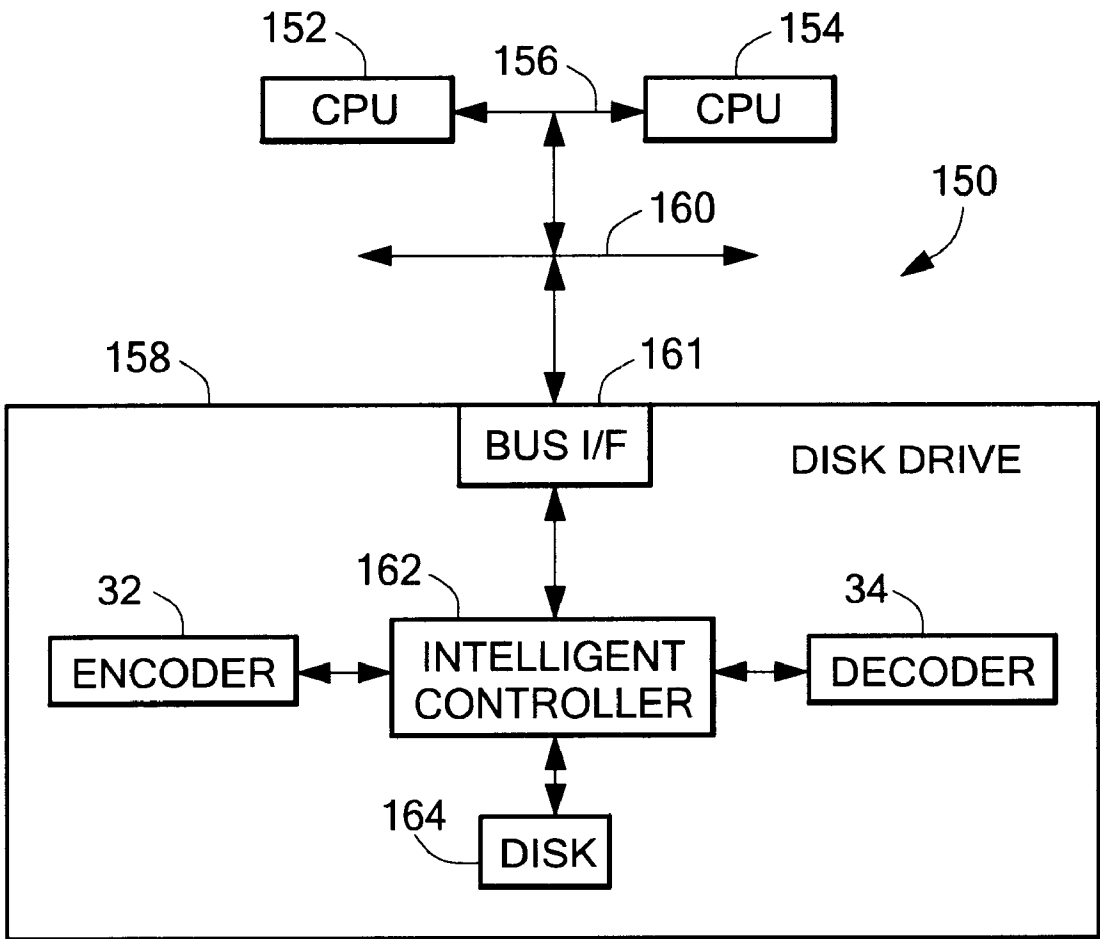 152
156
154
CPU
CPU
160
150
158
161
BUS I/F
DISK DRIVE
162
32
34
ENCODER
INTELLIGENT
CONTROLLER
DECODER
164
DISK